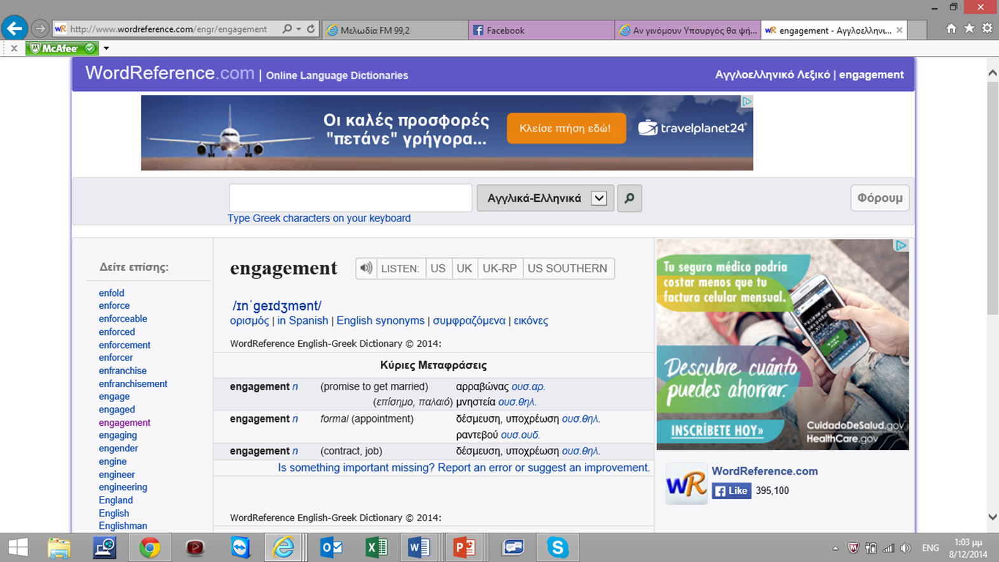 http://www.wordreference.com/engr/engagement
Μελωδία FM 99,2
Facebook
Αν γινόμουν Υπουργός θα ψή...
engagement - Αγγλοελληνι...
McAfee
WordReference.com | Online Language Dictionaries
Αγγλοελληνικό Λεξικό | engagement
Οι καλές προσφορές
"πετάνε" γρήγορα...
Κλείσε πτήση εδώ!
travelplanet24
Αγγλικά-Ελληνικά
Φόρουμ
Type Greek characters on your keyboard
Δείτε επίσης:
enfold
enforce
enforceable
enforced
enforcement
enforcer
enfranchise
enfranchisement
engage
engaged
engagement
engaging
engender
engine
engineer
engineering
England
English
Englishman
engagement
LISTEN: US UK UK-RP US SOUTHERN
/ɪnˈgeɪdʒmənt/
ορισμός | in Spanish | English synonyms | συμφραζόμενα | εικόνες
WordReference English-Greek Dictionary © 2014:
Κύριες Μεταφράσεις
engagement n (promise to get married) αρραβώνας ουσ.αρ.
(επίσημο, παλαιό) μνηστεία ουσ.θηλ.
engagement n formal (appointment) δέσμευση, υποχρέωση ουσ.θηλ.
ραντεβού ουσ.ουδ.
engagement n (contract, job) δέσμευση, υποχρέωση ουσ.θηλ.
Is something important missing? Report an error or suggest an improvement.
WordReference English-Greek Dictionary © 2014:
Tu seguro médico podría
costar menos que tu
factura celular mensual.
Descubre cuánto
puedes ahorrar.
INSCRÍBETE HOY»
CuidadoDeSalud.gov
HealthCare.gov
WR
WordReference.com
Like 395,100
ENG
1:03 μμ
8/12/2014